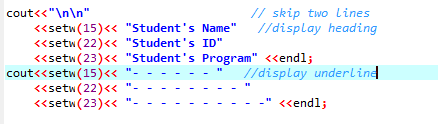 cout<<"\n\n" // skip two lines
<<setw(15)<< "Student's Name" //display heading
<<setw(22)<< "Student's ID"
<<setw(23)<< "Student's Program" <<endl;
cout<<setw(15)<< "- - - - - - " //display underline
<<setw(22)<< "- - - - - - - - "
<<setw(23)<< "- - - - - - - - - -" <<endl;